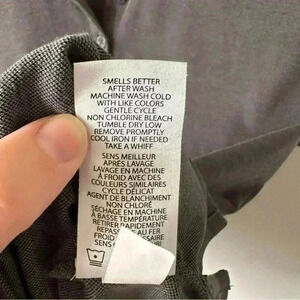 SMELLS BETTER
AFTER WASH
MACHINE WASH COLD
WITH LIKE COLORS
GENTLE CYCLE
NON CHLORINE BLEACH
TUMBLE DRY LOW
REMOVE PROMPTLY
COOL IRON IF NEEDED
TAKE A WHIFF
SENS MEILLEUR
APRÈS LAVAGE
LAVAGE EN MACHINE
À FROID AVEC DES
COULEURS SIMILAIRES
CYCLE DÉLICAT
AGENT DE BLANCHIMENT
NON CHLORÉ
SÉCHAGE EN MACHINE
À BASSE TEMPÉRATURE
RETIRER RAPIDEMENT
FROID
SENS